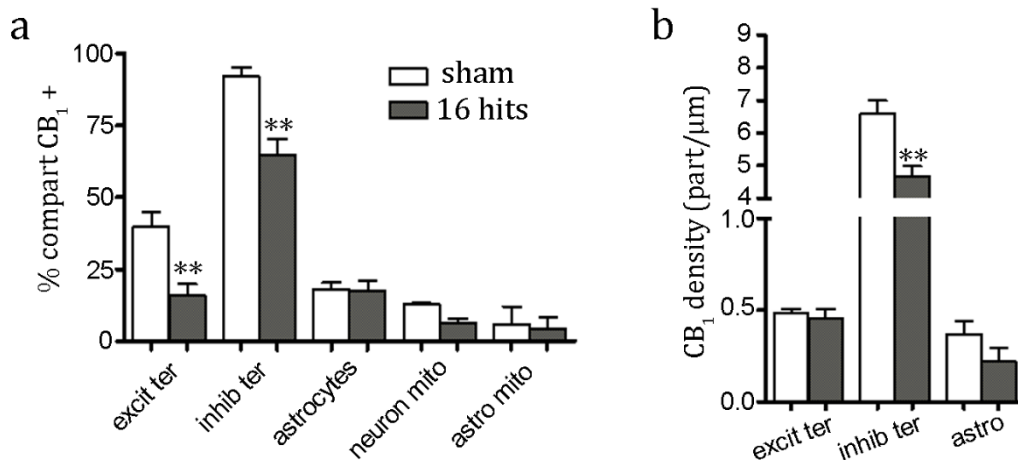 a
% compart CB₁ +
100
75
50
25
0
**
**
sham
16 hits
excit ter
inhib ter
astrocytes
neuron mito
astro mito
b
CB₁ density (part/μm)
9
8
7
6
5
4
1.0
0.5
0.0
**
excit ter
inhib ter
astro